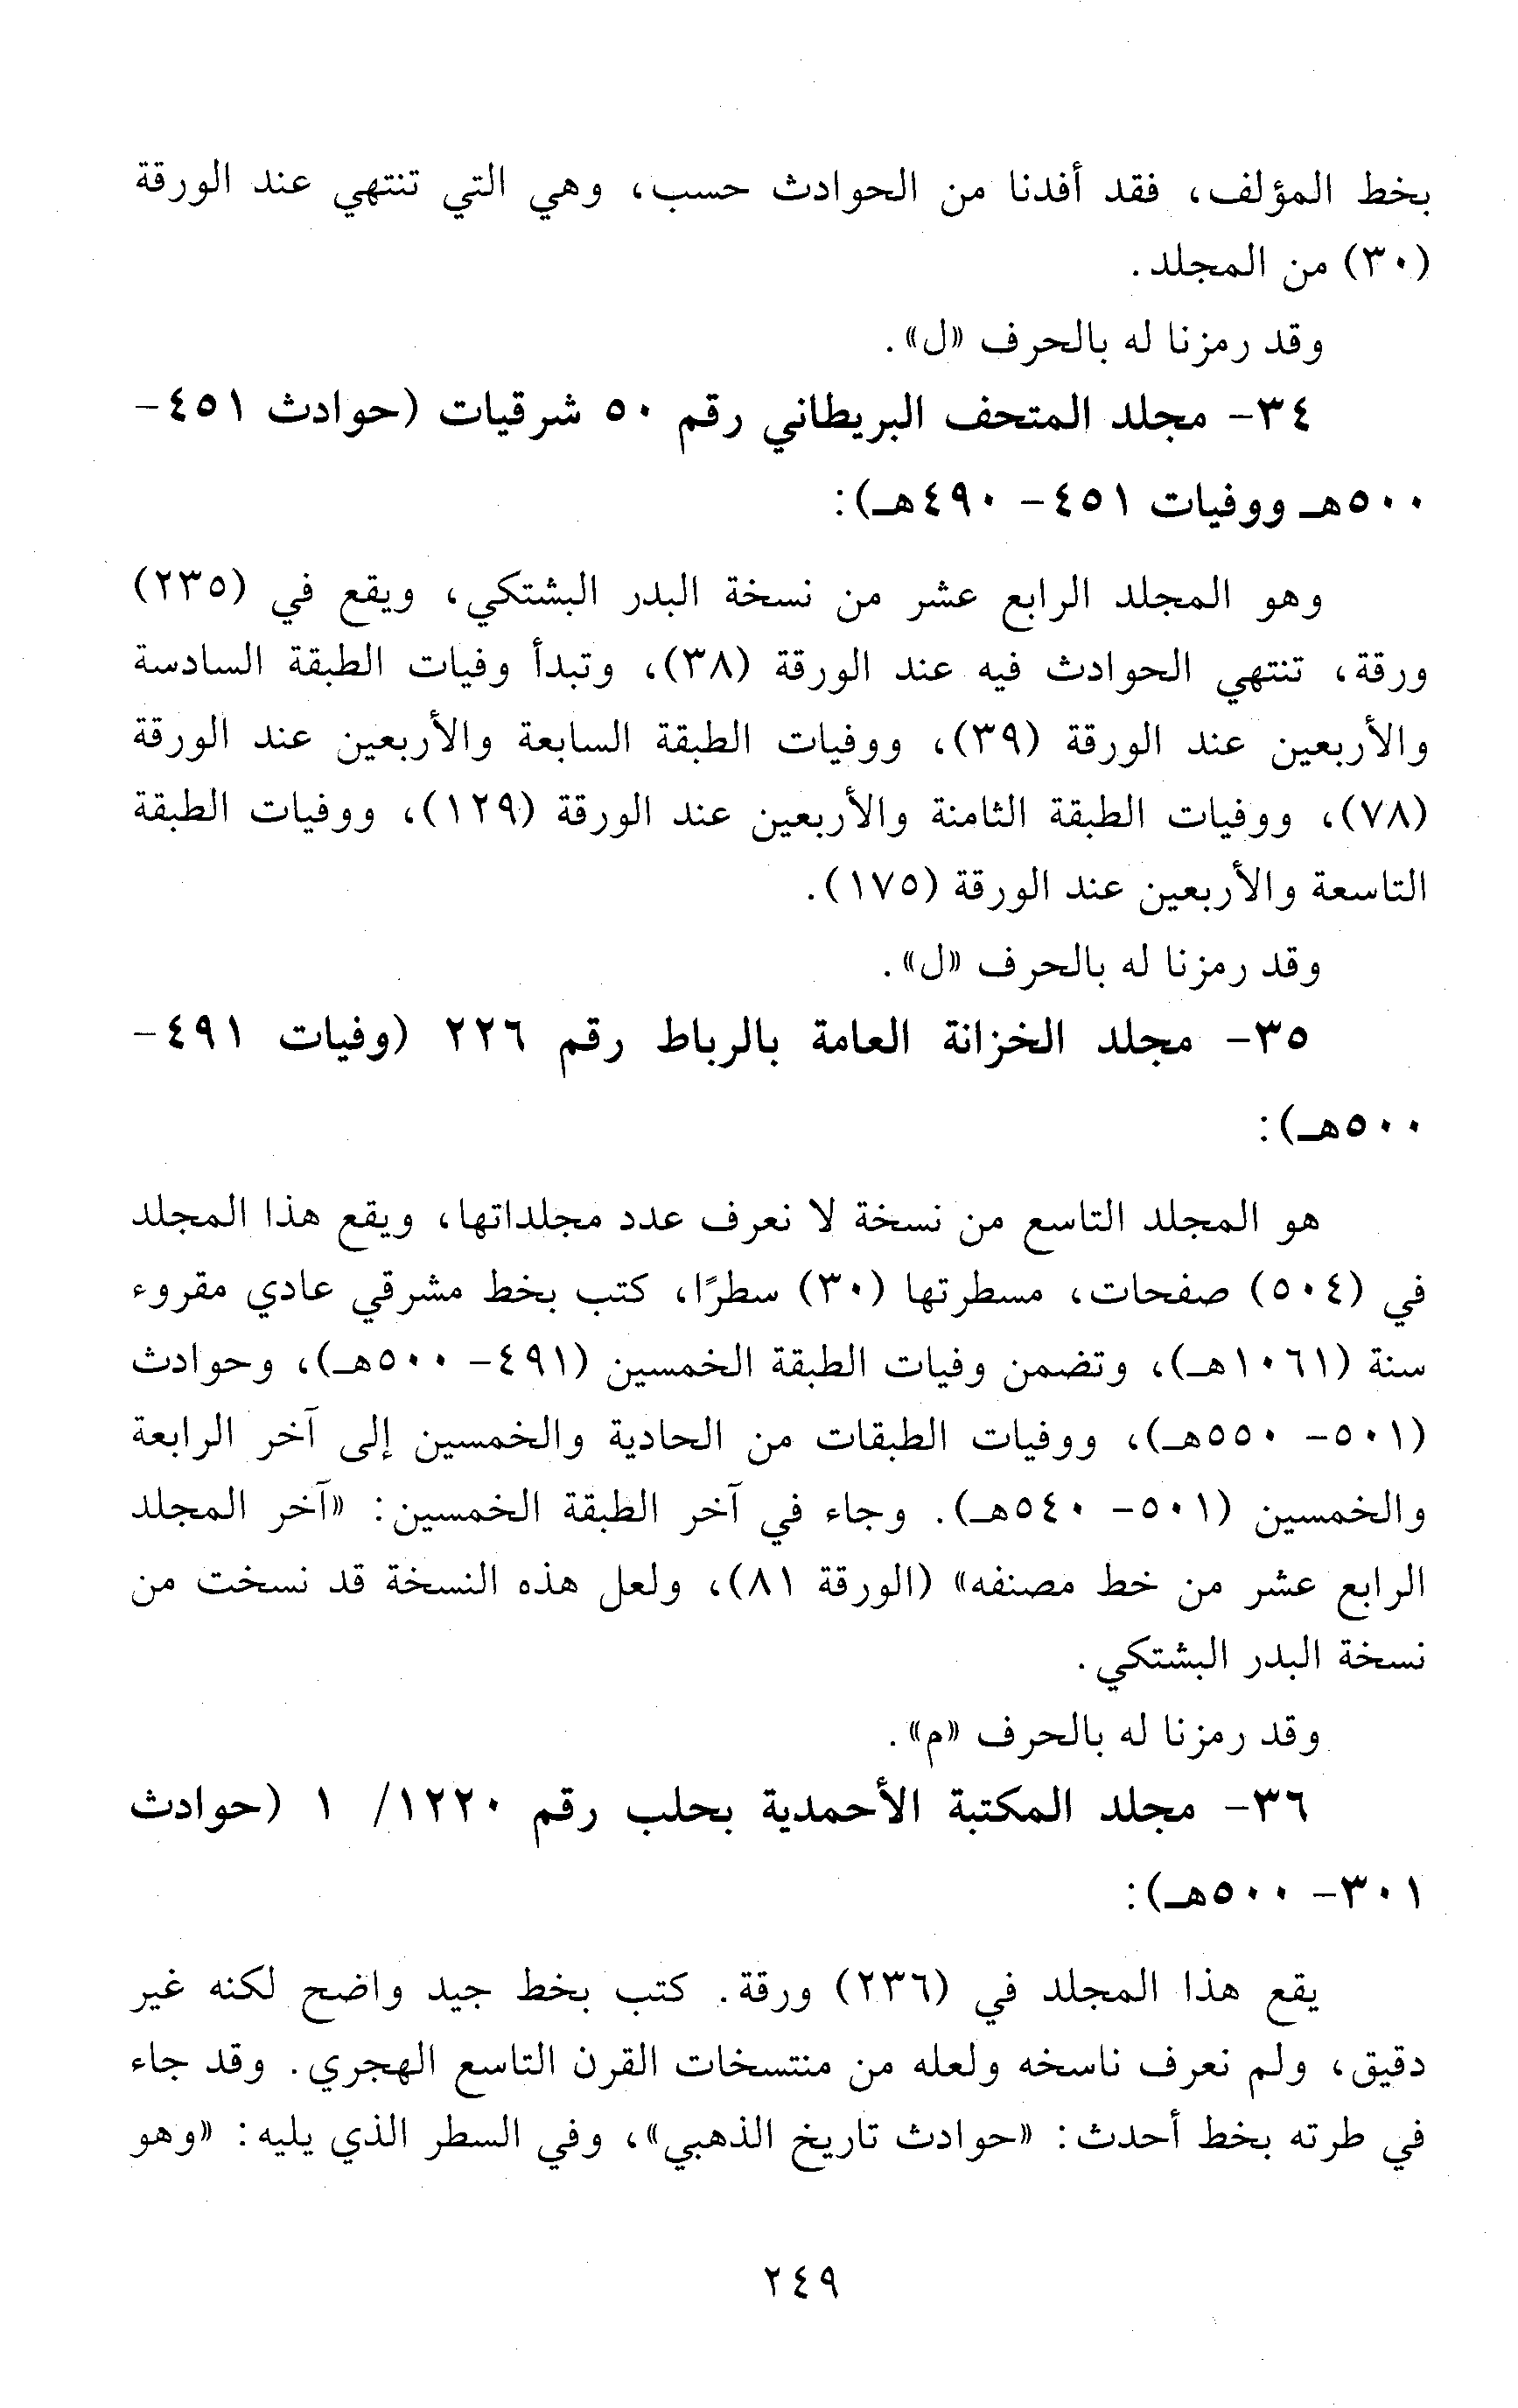 بخط المؤلف، فقد أفدنا من الحوادث حسب، وهي التي تنتهي عند الورقة
(٣٠) من المجلد.
وقد رمزنا له بالحرف «ل».
٣٤- مجلد المتحف البريطاني رقم ٥٠ شرقيات (حوادث ٤٥١-
٥٠٠هـ ووفيات ٤٥١- ٤٩٠هـ):
وهو المجلد الرابع عشر من نسخة البدر البشتكي، ويقع في (٢٣٥)
ورقة، تنتهي الحوادث فيه عند الورقة (٣٨)، وتبدأ وفيات الطبقة السادسة
والأربعين عند الورقة (٣٩)، ووفيات الطبقة السابعة والأربعين عند الورقة
(٧٨)، ووفيات الطبقة الثامنة والأربعين عند الورقة (١٢٩)، ووفيات الطبقة
التاسعة والأربعين عند الورقة (١٧٥).
وقد رمزنا له بالحرف «ل».
٣٥- مجلد الخزانة العامة بالرباط رقم ٢٢٦ (وفيات ٤٩١-
٥٠٠هـ):
هو المجلد التاسع من نسخة لا نعرف عدد مجلداتها، ويقع هذا المجلد
في (٥٠٤) صفحات، مسطرتها (٣٠) سطرًا، كتب بخط مشرقي عادي مقروء
سنة (١٠٦١هـ)، وتضمن وفيات الطبقة الخمسين (٤٩١- ٥٠٠هـ)، وحوادث
(٥٠١- ٥٥٠هـ)، ووفيات الطبقات من الحادية والخمسين إلى آخر الرابعة
والخمسين (٥٠١- ٥٤٠هـ). وجاء في آخر الطبقة الخمسين: «آخر المجلد
الرابع عشر من خط مصنفه» (الورقة ٨١)، ولعل هذه النسخة قد نسخت من
نسخة البدر البشتكي.
وقد رمزنا له بالحرف «م».
٣٦- مجلد المكتبة الأحمدية بحلب رقم ١٢٢٠/ ١ (حوادث
٣٠١- ٥٠٠هـ):
يقع هذا المجلد في (٢٣٦) ورقة. كتب بخط جيد واضح لكنه غير
دقيق، ولم نعرف ناسخه ولعله من منتسخات القرن التاسع الهجري. وقد جاء
في طرته بخط أحدث: «حوادث تاريخ الذهبي»، وفي السطر الذي يليه: «وهو
٢٤٩